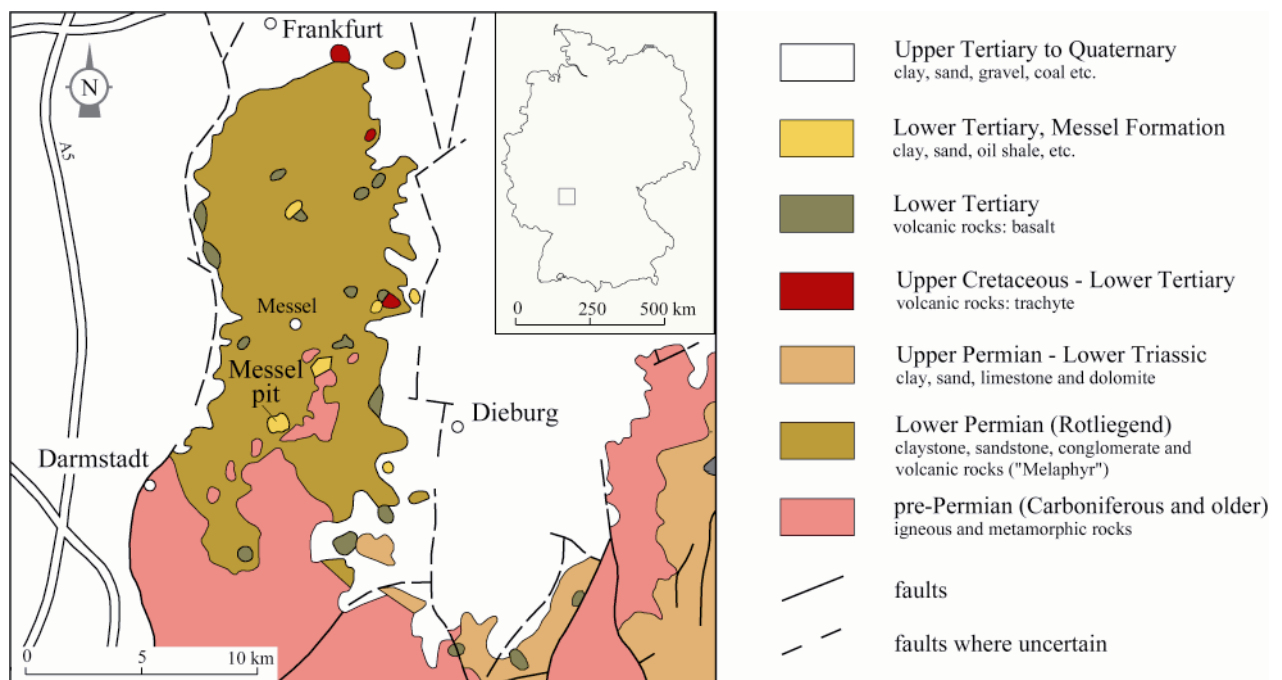 Frankfurt
N
A5
Messel
Messel
pit
Dieburg
Darmstadt
0 5 10 km
0 250 500 km
Upper Tertiary to Quaternary
clay, sand, gravel, coal etc.
Lower Tertiary, Messel Formation
clay, sand, oil shale, etc.
Lower Tertiary
volcanic rocks: basalt
Upper Cretaceous - Lower Tertiary
volcanic rocks: trachyte
Upper Permian - Lower Triassic
clay, sand, limestone and dolomite
Lower Permian (Rotliegend)
claystone, sandstone, conglomerate and
volcanic rocks ("Melaphyr")
pre-Permian (Carboniferous and older)
igneous and metamorphic rocks
faults
faults where uncertain